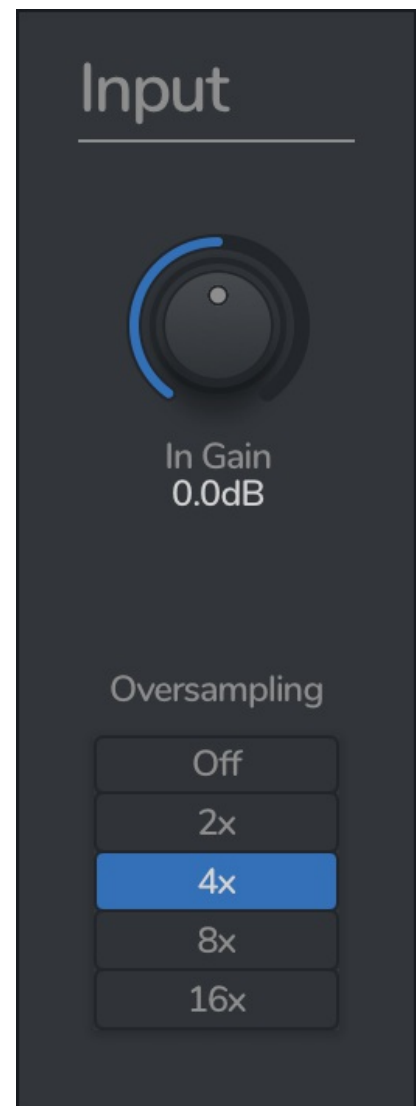 Input
In Gain
0.0dB
Oversampling
Off
2x
4x
8x
16x